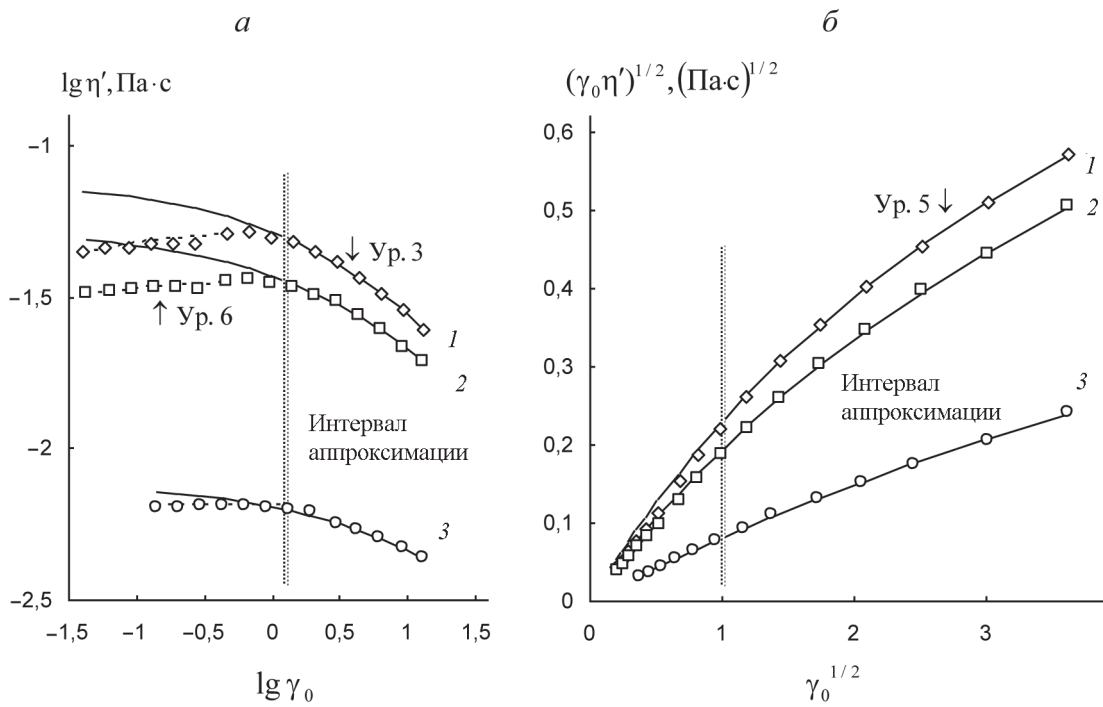 а
lg η′, Па·с
−1
−1,5
−2
−2,5
−1,5
−1
−0,5
0
0,5
1
1,5
lg γ₀
Ур. 3
Ур. 6
1
2
3
Интервал
аппроксимации
б
(γ₀η′)^1/2, (Па·с)^1/2
0,6
0,5
0,4
0,3
0,2
0,1
0
0
1
2
3
γ₀^1/2
Ур. 5
1
2
3
Интервал
аппроксимации